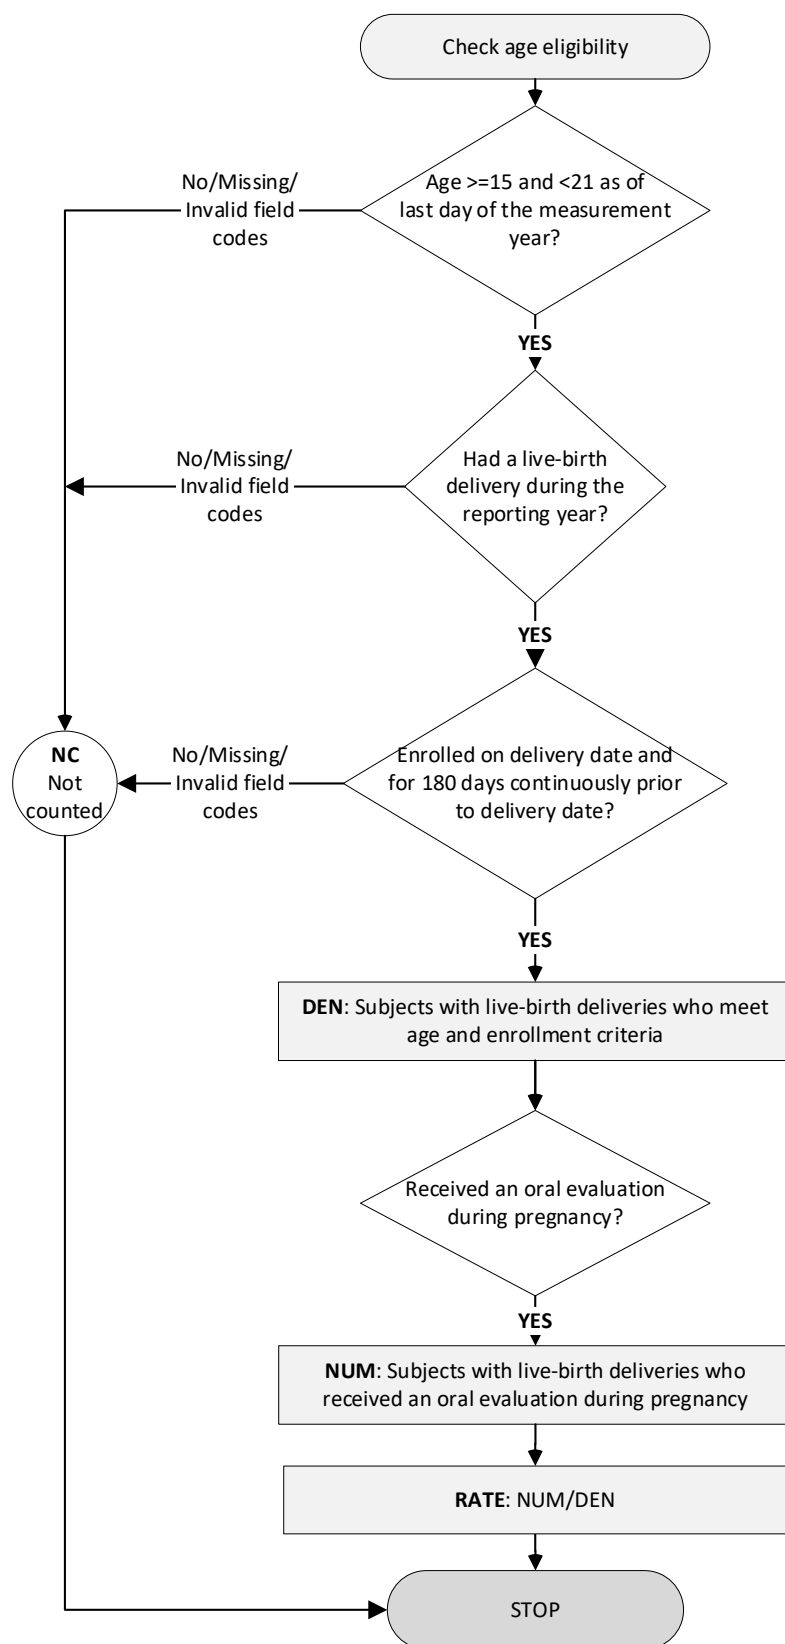 Check age eligibility
Age >=15 and <21 as of
last day of the measurement
year?
No/Missing/
Invalid field
codes
YES
Had a live-birth
delivery during the
reporting year?
No/Missing/
Invalid field
codes
YES
Enrolled on delivery date and
for 180 days continuously prior
to delivery date?
No/Missing/
Invalid field
codes
NC
Not
counted
YES
DEN: Subjects with live-birth deliveries who meet
age and enrollment criteria
Received an oral evaluation
during pregnancy?
YES
NUM: Subjects with live-birth deliveries who
received an oral evaluation during pregnancy
RATE: NUM/DEN
STOP